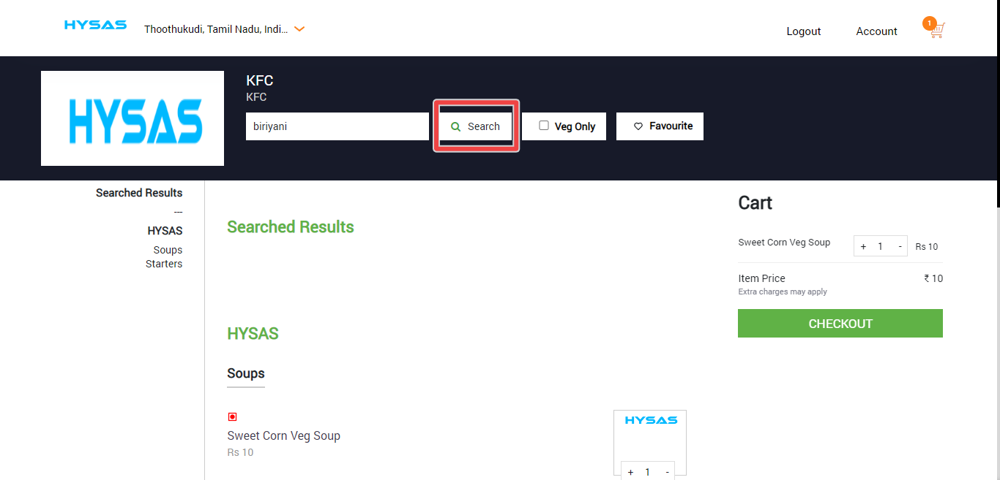 HYSAS
Thoothukudi, Tamil Nadu, Indi...
Logout
Account
1
HYSAS
KFC
KFC
biriyani
Search
Veg Only
Favourite
Searched Results
---
HYSAS
Soups
Starters
Searched Results
HYSAS
Soups
Sweet Corn Veg Soup
Rs 10
HYSAS
+ 1 -
Cart
Sweet Corn Veg Soup + 1 - Rs 10
Item Price ₹ 10
Extra charges may apply
CHECKOUT